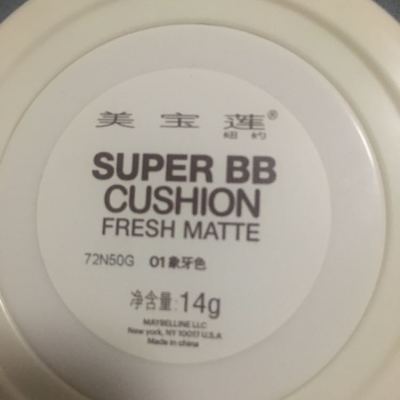 美宝莲®
纽约
SUPER BB
CUSHION
FRESH MATTE
72N50G 01象牙色
净含量:14g
MAYBELLINE LLC
New york, NY 10017 U.S.A
Made in china